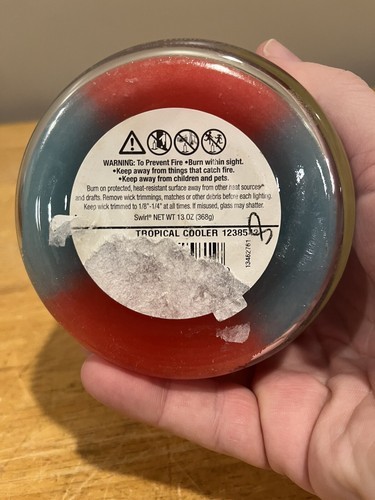 WARNING: To Prevent Fire •Burn within sight.
•Keep away from things that catch fire.
•Keep away from children and pets.
Burn on protected, heat-resistant surface away from other heat sources
and drafts. Remove wick trimmings, matches or other debris before each lighting.
Keep wick trimmed to 1/8"-1/4" at all times. If misused, glass may shatter.
Swirl® NET WT 13 OZ (368g)
TROPICAL COOLER
13482761